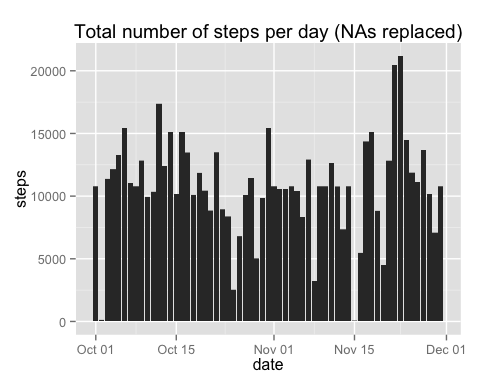 Total number of steps per day (NAs replaced)
20000
15000
10000
5000
0
steps
Oct 01 Oct 15 Nov 01 Nov 15 Dec 01
date